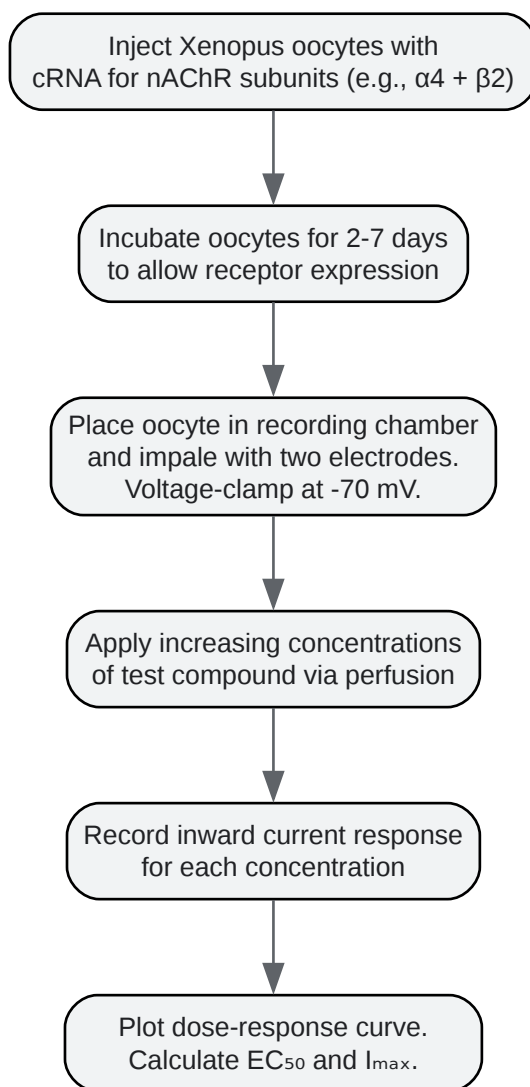 Inject Xenopus oocytes with
cRNA for nAChR subunits (e.g., α4 + β2)
Incubate oocytes for 2-7 days
to allow receptor expression
Place oocyte in recording chamber
and impale with two electrodes.
Voltage-clamp at -70 mV.
Apply increasing concentrations
of test compound via perfusion
Record inward current response
for each concentration
Plot dose-response curve.
Calculate EC₅₀ and Iₘₐₓ.